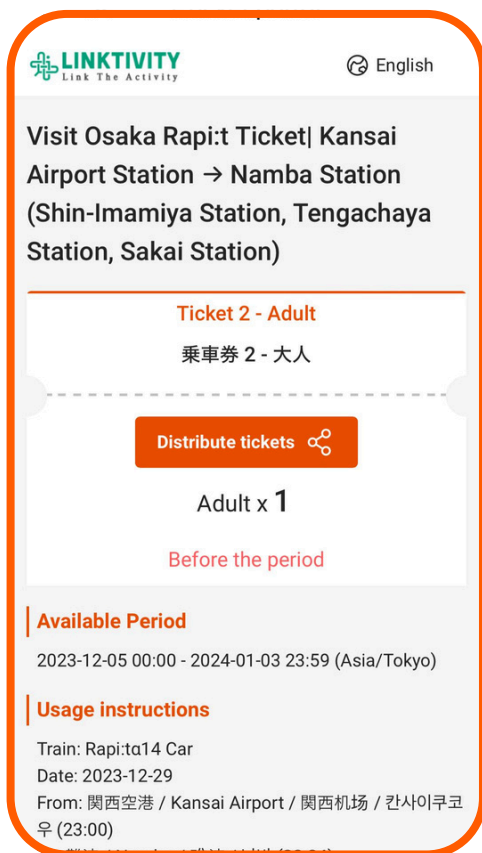 LINKTIVITY
Link The Activity
English
Visit Osaka Rapi:t Ticket| Kansai
Airport Station → Namba Station
(Shin-Imamiya Station, Tengachaya
Station, Sakai Station)
Ticket 2 - Adult
乗車券 2 - 大人
Distribute tickets
Adult x 1
Before the period
Available Period
2023-12-05 00:00 - 2024-01-03 23:59 (Asia/Tokyo)
Usage instructions
Train: Rapi:tα14 Car
Date: 2023-12-29
From: 関西空港 / Kansai Airport / 関西机场 / 칸사이쿠코
우 (23:00)